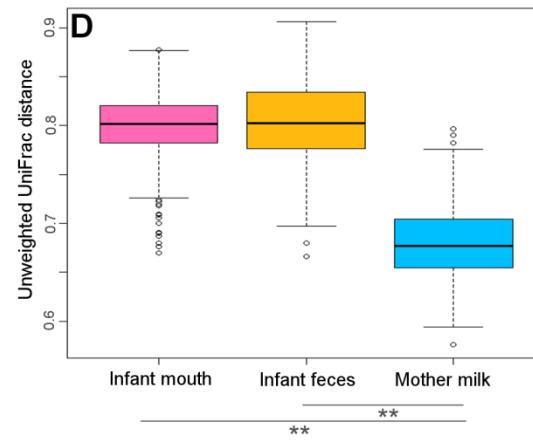 D
Unweighted UniFrac distance
0.9
0.8
0.7
0.6
Infant mouth Infant feces Mother milk
**
**